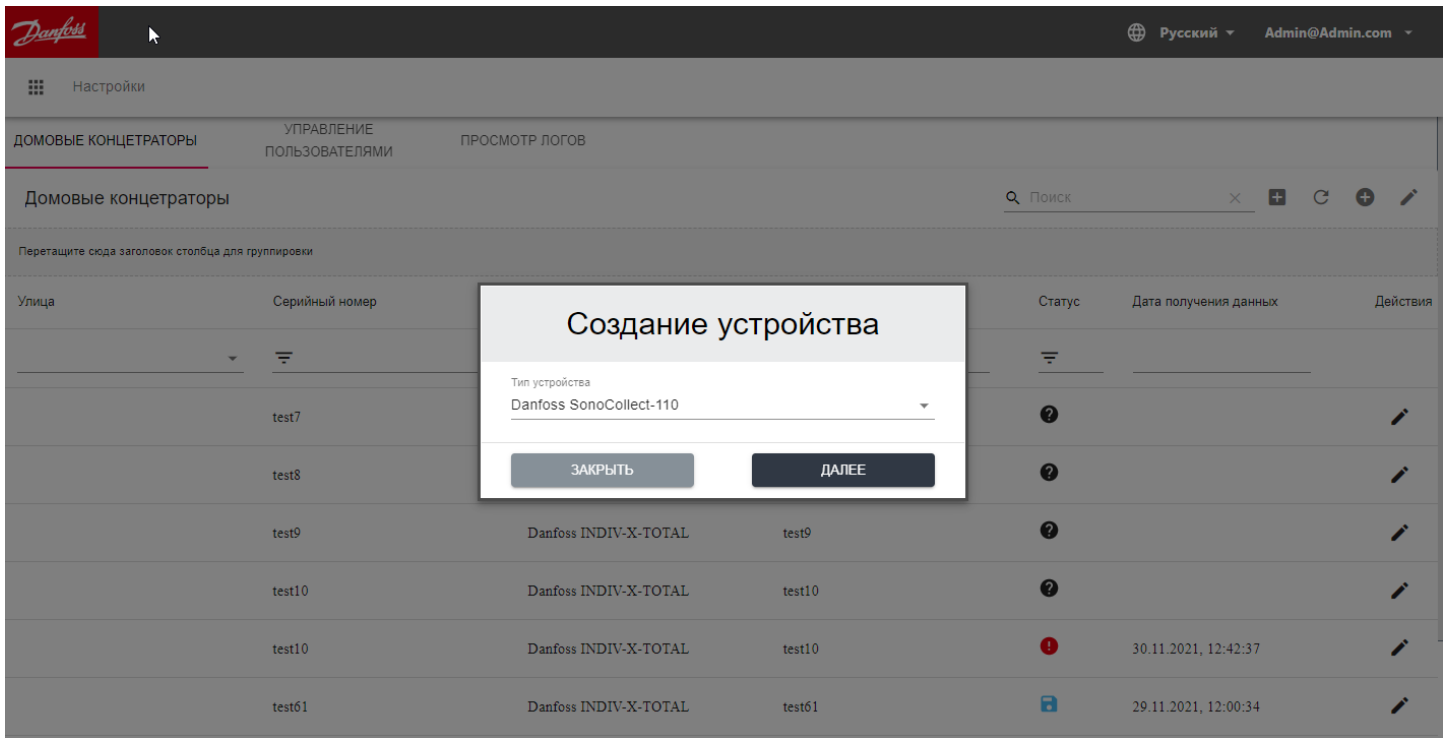 Danfoss
Русский
Admin@Admin.com
Настройки
ДОМОВЫЕ КОНЦЕТРАТОРЫ
УПРАВЛЕНИЕ
ПОЛЬЗОВАТЕЛЯМИ
ПРОСМОТР ЛОГОВ
Домовые концетраторы
Поиск
Перетащите сюда заголовок столбца для группировки
Улица
Серийный номер
Статус
Дата получения данных
Действия
Создание устройства
Тип устройства
Danfoss SonoCollect-110
ЗАКРЫТЬ
ДАЛЕЕ
test7
test8
test9 Danfoss INDIV-X-TOTAL test9
test10 Danfoss INDIV-X-TOTAL test10
test10 Danfoss INDIV-X-TOTAL test10 30.11.2021, 12:42:37
test61 Danfoss INDIV-X-TOTAL test61 29.11.2021, 12:00:34